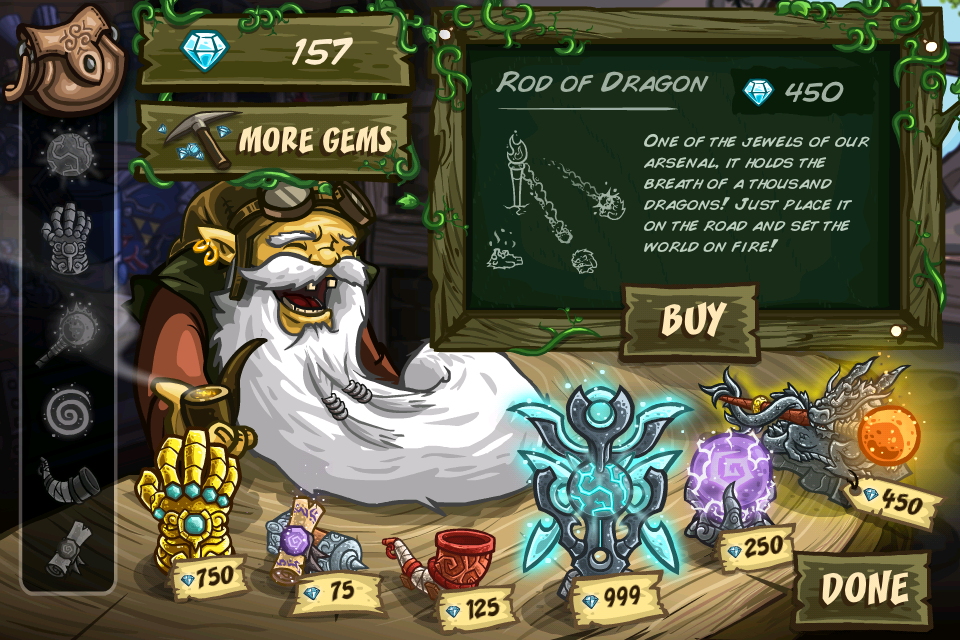 157
MORE GEMS
ROD OF DRAGON
450
ONE OF THE JEWELS OF OUR
ARSENAL, IT HOLDS THE
BREATH OF A THOUSAND
DRAGONS! JUST PLACE IT
ON THE ROAD AND SET THE
WORLD ON FIRE!
BUY
750
75
125
999
250
450
DONE